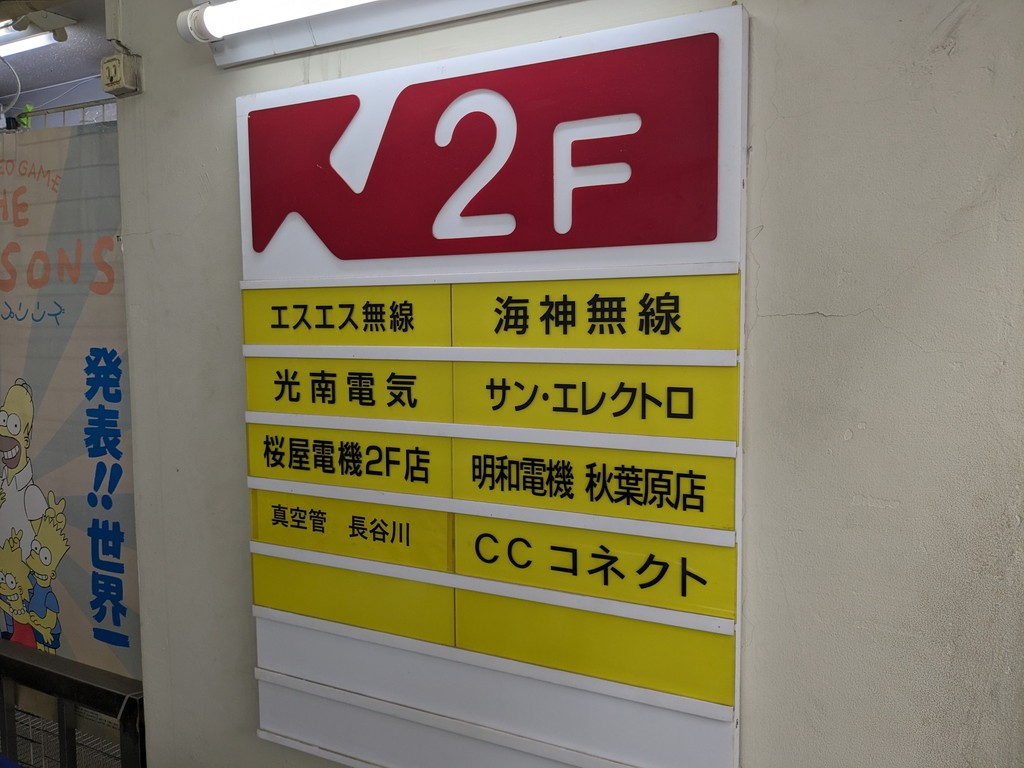 2F
エスエス無線 海神無線
光南電気 サン・エレクトロ
桜屋電機2F店 明和電機 秋葉原店
真空管 長谷川 CCコネクト
GAME
SONS
発表!!世界一